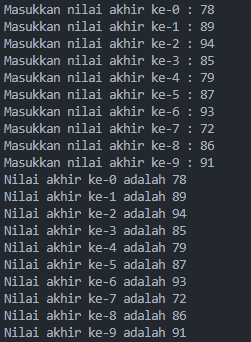 Masukkan nilai akhir ke-0 : 78
Masukkan nilai akhir ke-1 : 89
Masukkan nilai akhir ke-2 : 94
Masukkan nilai akhir ke-3 : 85
Masukkan nilai akhir ke-4 : 79
Masukkan nilai akhir ke-5 : 87
Masukkan nilai akhir ke-6 : 93
Masukkan nilai akhir ke-7 : 72
Masukkan nilai akhir ke-8 : 86
Masukkan nilai akhir ke-9 : 91
Nilai akhir ke-0 adalah 78
Nilai akhir ke-1 adalah 89
Nilai akhir ke-2 adalah 94
Nilai akhir ke-3 adalah 85
Nilai akhir ke-4 adalah 79
Nilai akhir ke-5 adalah 87
Nilai akhir ke-6 adalah 93
Nilai akhir ke-7 adalah 72
Nilai akhir ke-8 adalah 86
Nilai akhir ke-9 adalah 91